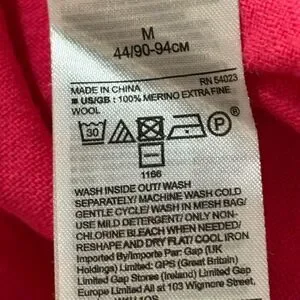 M
44/90-94CM
MADE IN CHINA RN 54023
US/GB : 100% MERINO EXTRA FINE
WOOL
30 P ®
1166
WASH INSIDE OUT/ WASH
SEPARATELY/ MACHINE WASH COLD
GENTLE CYCLE/ WASH IN MESH BAG/
USE MILD DETERGENT/ ONLY NON-
CHLORINE BLEACH WHEN NEEDED/
RESHAPE AND DRY FLAT/ COOL IRON
Imported By/Importe Par: Gap (UK
Holdings) Limited: GPS (Great Britain)
Limited Gap Stores (Ireland) Limited Gap
Europe Limited All at 103 Wigmore Street,